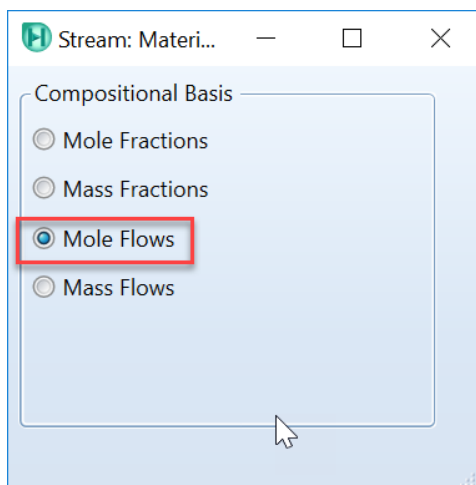 Stream: Materi...
Compositional Basis
Mole Fractions
Mass Fractions
Mole Flows
Mass Flows